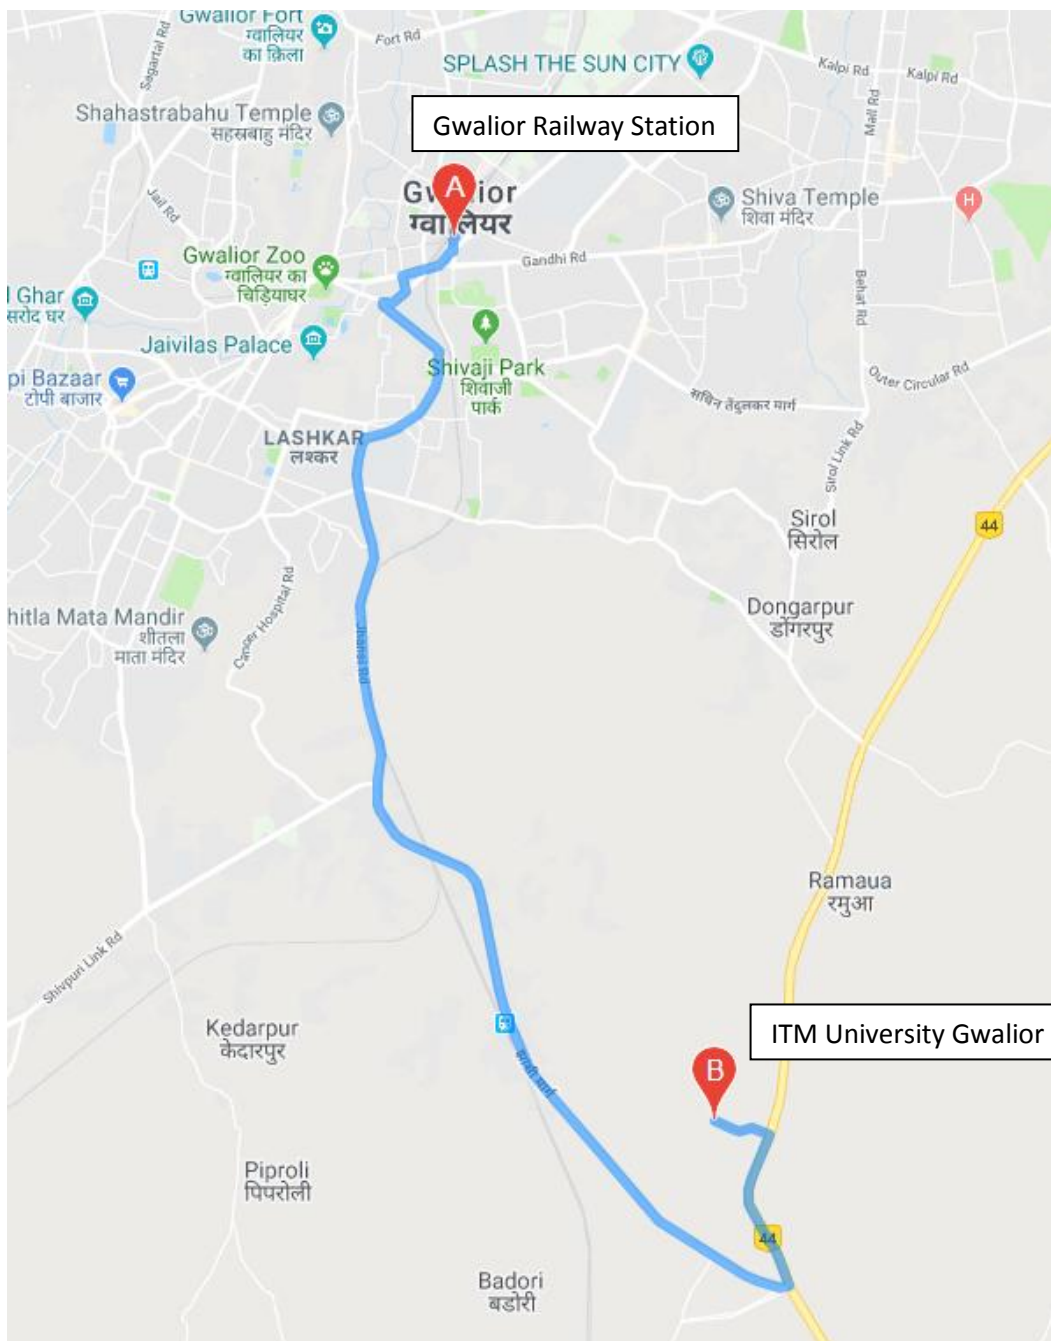 Gwalior Fort
ग्वालियर
का क़िला
Fort Rd
Sagartal Rd
SPLASH THE SUN CITY
Kalpi Rd
Kalpi Rd
Mall Rd
Shahastrabahu Temple
सहस्त्रबाहु मंदिर
Gwalior Railway Station
Jail Rd
A
ग्वालियर
Shiva Temple
शिवा मंदिर
H
Gwalior Zoo
ग्वालियर का
चिड़ियाघर
Gandhi Rd
Behat Rd
l Ghar
सरोद घर
Jaivilas Palace
Shivaji Park
शिवाजी
पार्क
pi Bazaar
टोपी बाजार
Outer Circular Rd
सचिन तेंदुलकर मार्ग
LASHKAR
लश्कर
Sirol Link Rd
Sirol
सिरोल
44
Cancer Hospital Rd
Dongarpur
डोंगरपुर
hitla Mata Mandir
शीतला
माता मंदिर
Jhansi Rd
Ramaua
रमुआ
Shivpuri Link Rd
Kedarpur
केदारपुर
ITM University Gwalior
झाँसी मार्ग
B
Piproli
पिपरोली
44
Badori
बडोरी